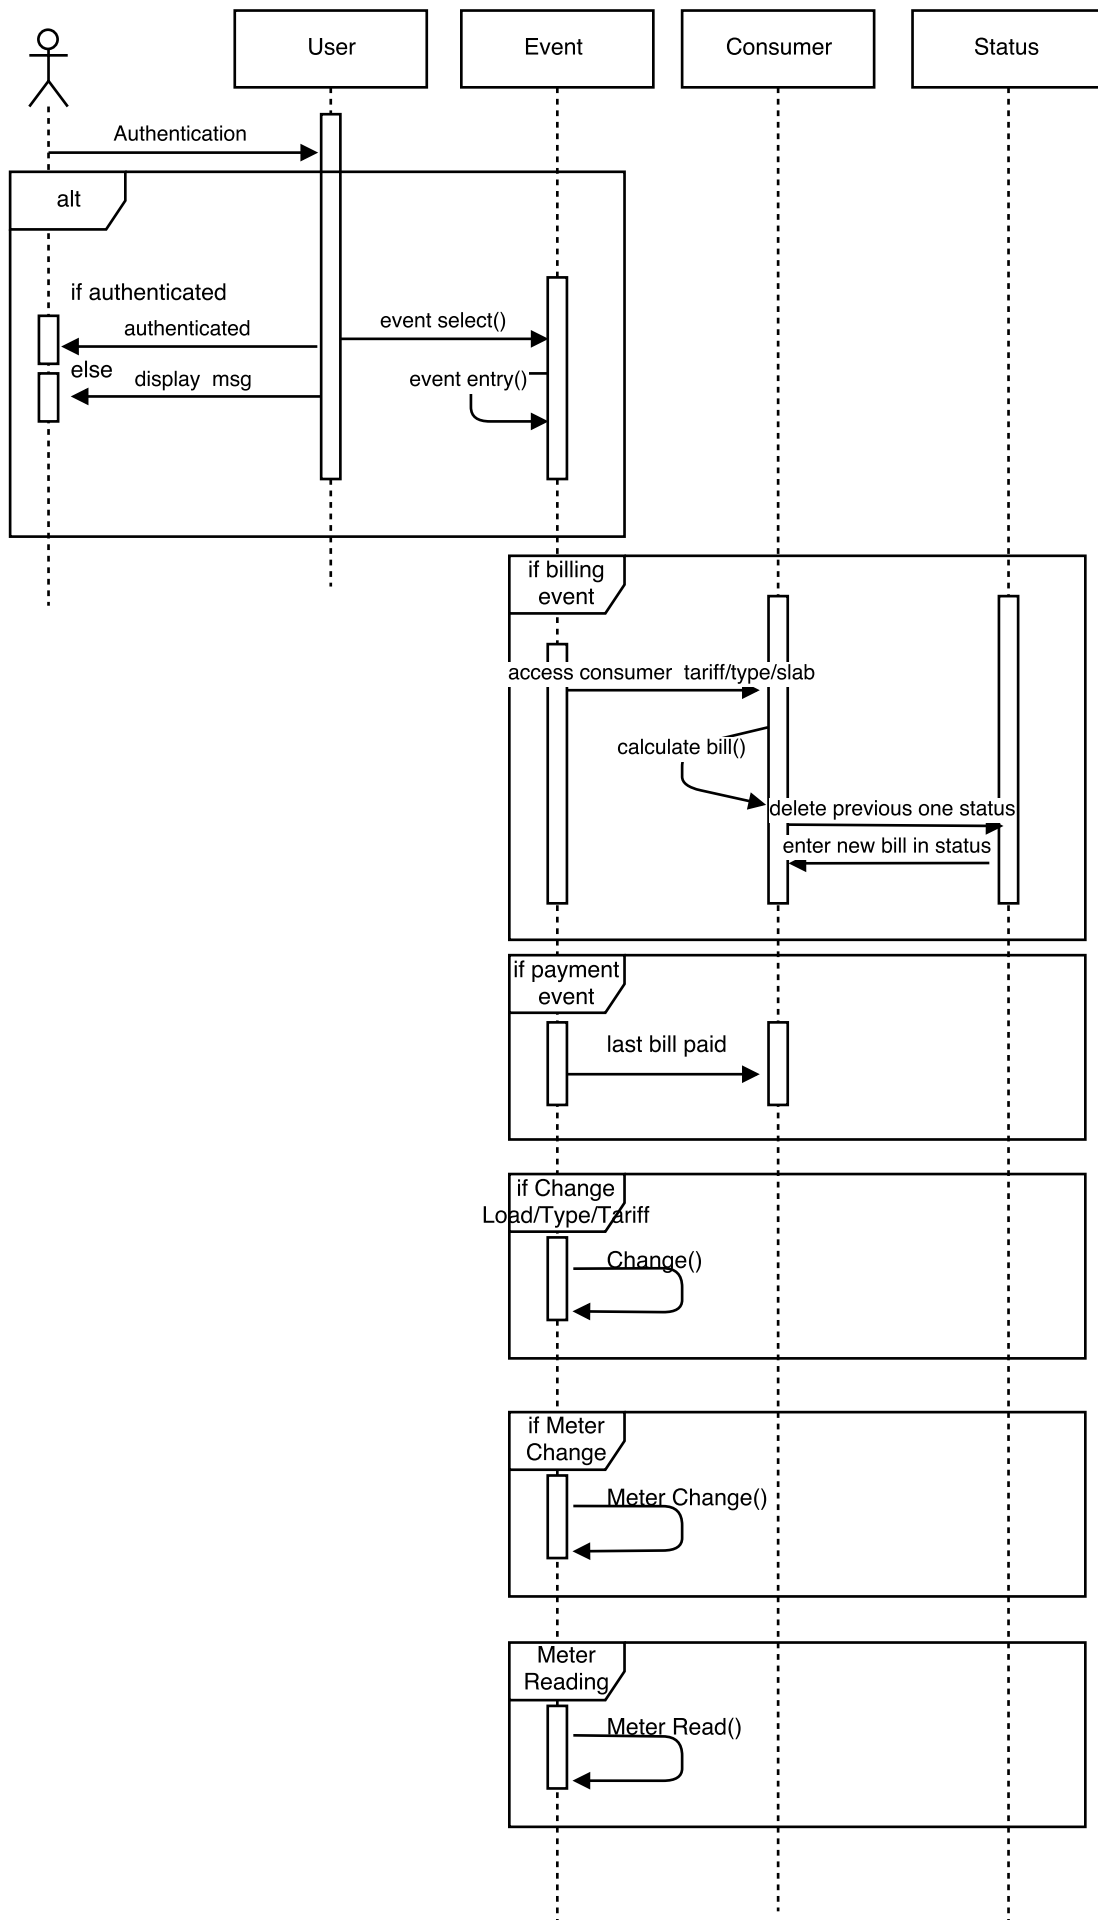 User
Event
Consumer
Status
Authentication
alt
if authenticated
authenticated
event select()
else
display  msg
event entry()
if billing
event
access consumer  tariff/type/slab
calculate bill()
delete previous one status
enter new bill in status
if payment
event
last bill paid
if Change
Load/Type/Tariff
Change()
if Meter
Change
Meter Change()
Meter
Reading
Meter Read()